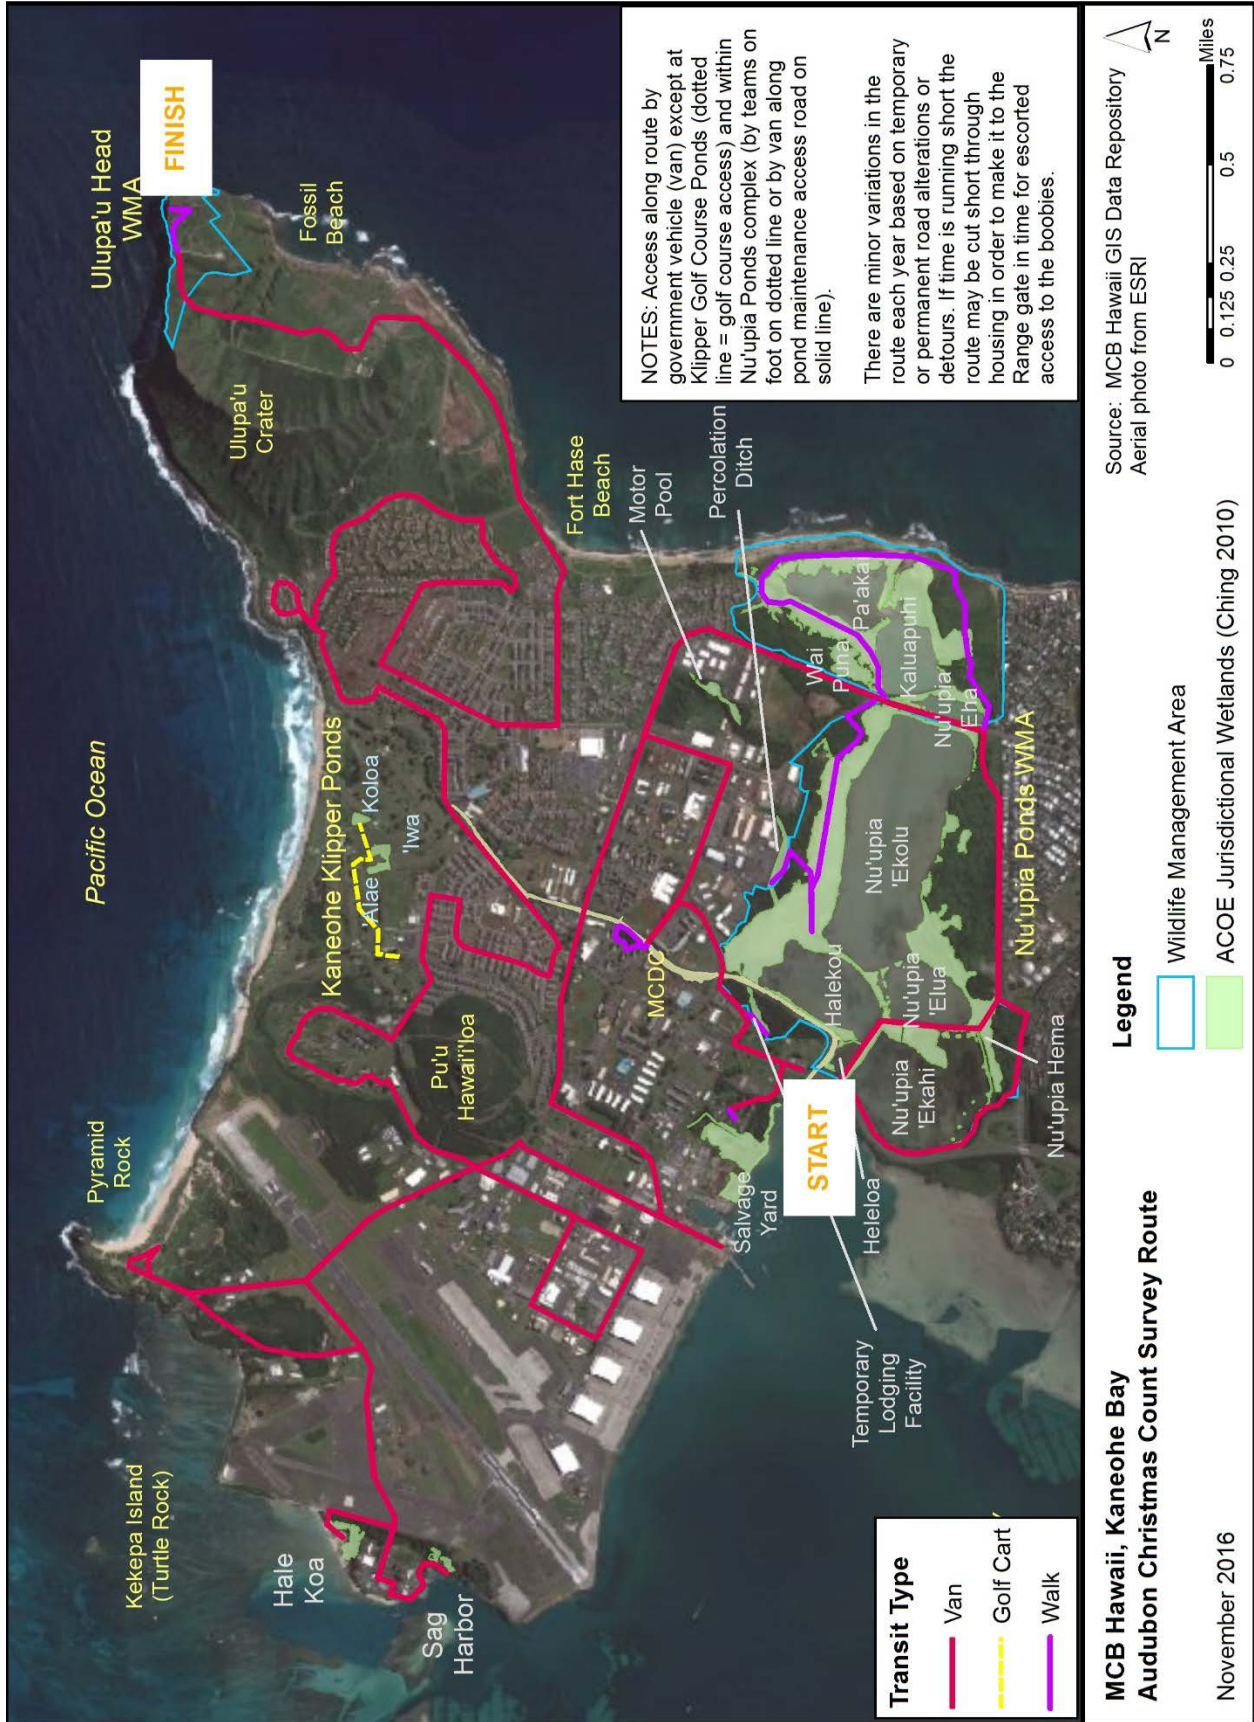 Pacific Ocean
Kekepa Island
(Turtle Rock)
Pyramid
Rock
Ulupa'u Head
WMA
FINISH
Hale
Koa
Sag
Harbor
Kaneohe Klipper Ponds
'Alae
Koloa
'Iwa
Ulupa'u
Crater
Fossil
Beach
Pu'u
Hawai'i'loa
MCDC
Fort Hase
Beach
Motor
Pool
Percolation
Ditch
Salvage
Yard
START
Temporary
Lodging
Facility
Heleloa
Halekou
Nu'upia
'Ekahi
Nu'upia
'Elua
Nu'upia
'Ekolu
Nu'upia
Eha
Wai
Puna
Pa'akai
Kaluapuhi
Nu'upia Hema
Nu'upia Ponds WMA
NOTES: Access along route by
government vehicle (van) except at
Klipper Golf Course Ponds (dotted
line = golf course access) and within
Nu'upia Ponds complex (by teams on
foot on dotted line or by van along
pond maintenance access road on
solid line).
There are minor variations in the
route each year based on temporary
or permanent road alterations or
detours. If time is running short the
route may be cut short through
housing in order to make it to the
Range gate in time for escorted
access to the boobies.
Transit Type
Van
Golf Cart
Walk
MCB Hawaii, Kaneohe Bay
Audubon Christmas Count Survey Route
November 2016
Legend
Wildlife Management Area
ACOE Jurisdictional Wetlands (Ching 2010)
Source: MCB Hawaii GIS Data Repository
Aerial photo from ESRI
N
0 0.125 0.25 0.5 0.75
Miles